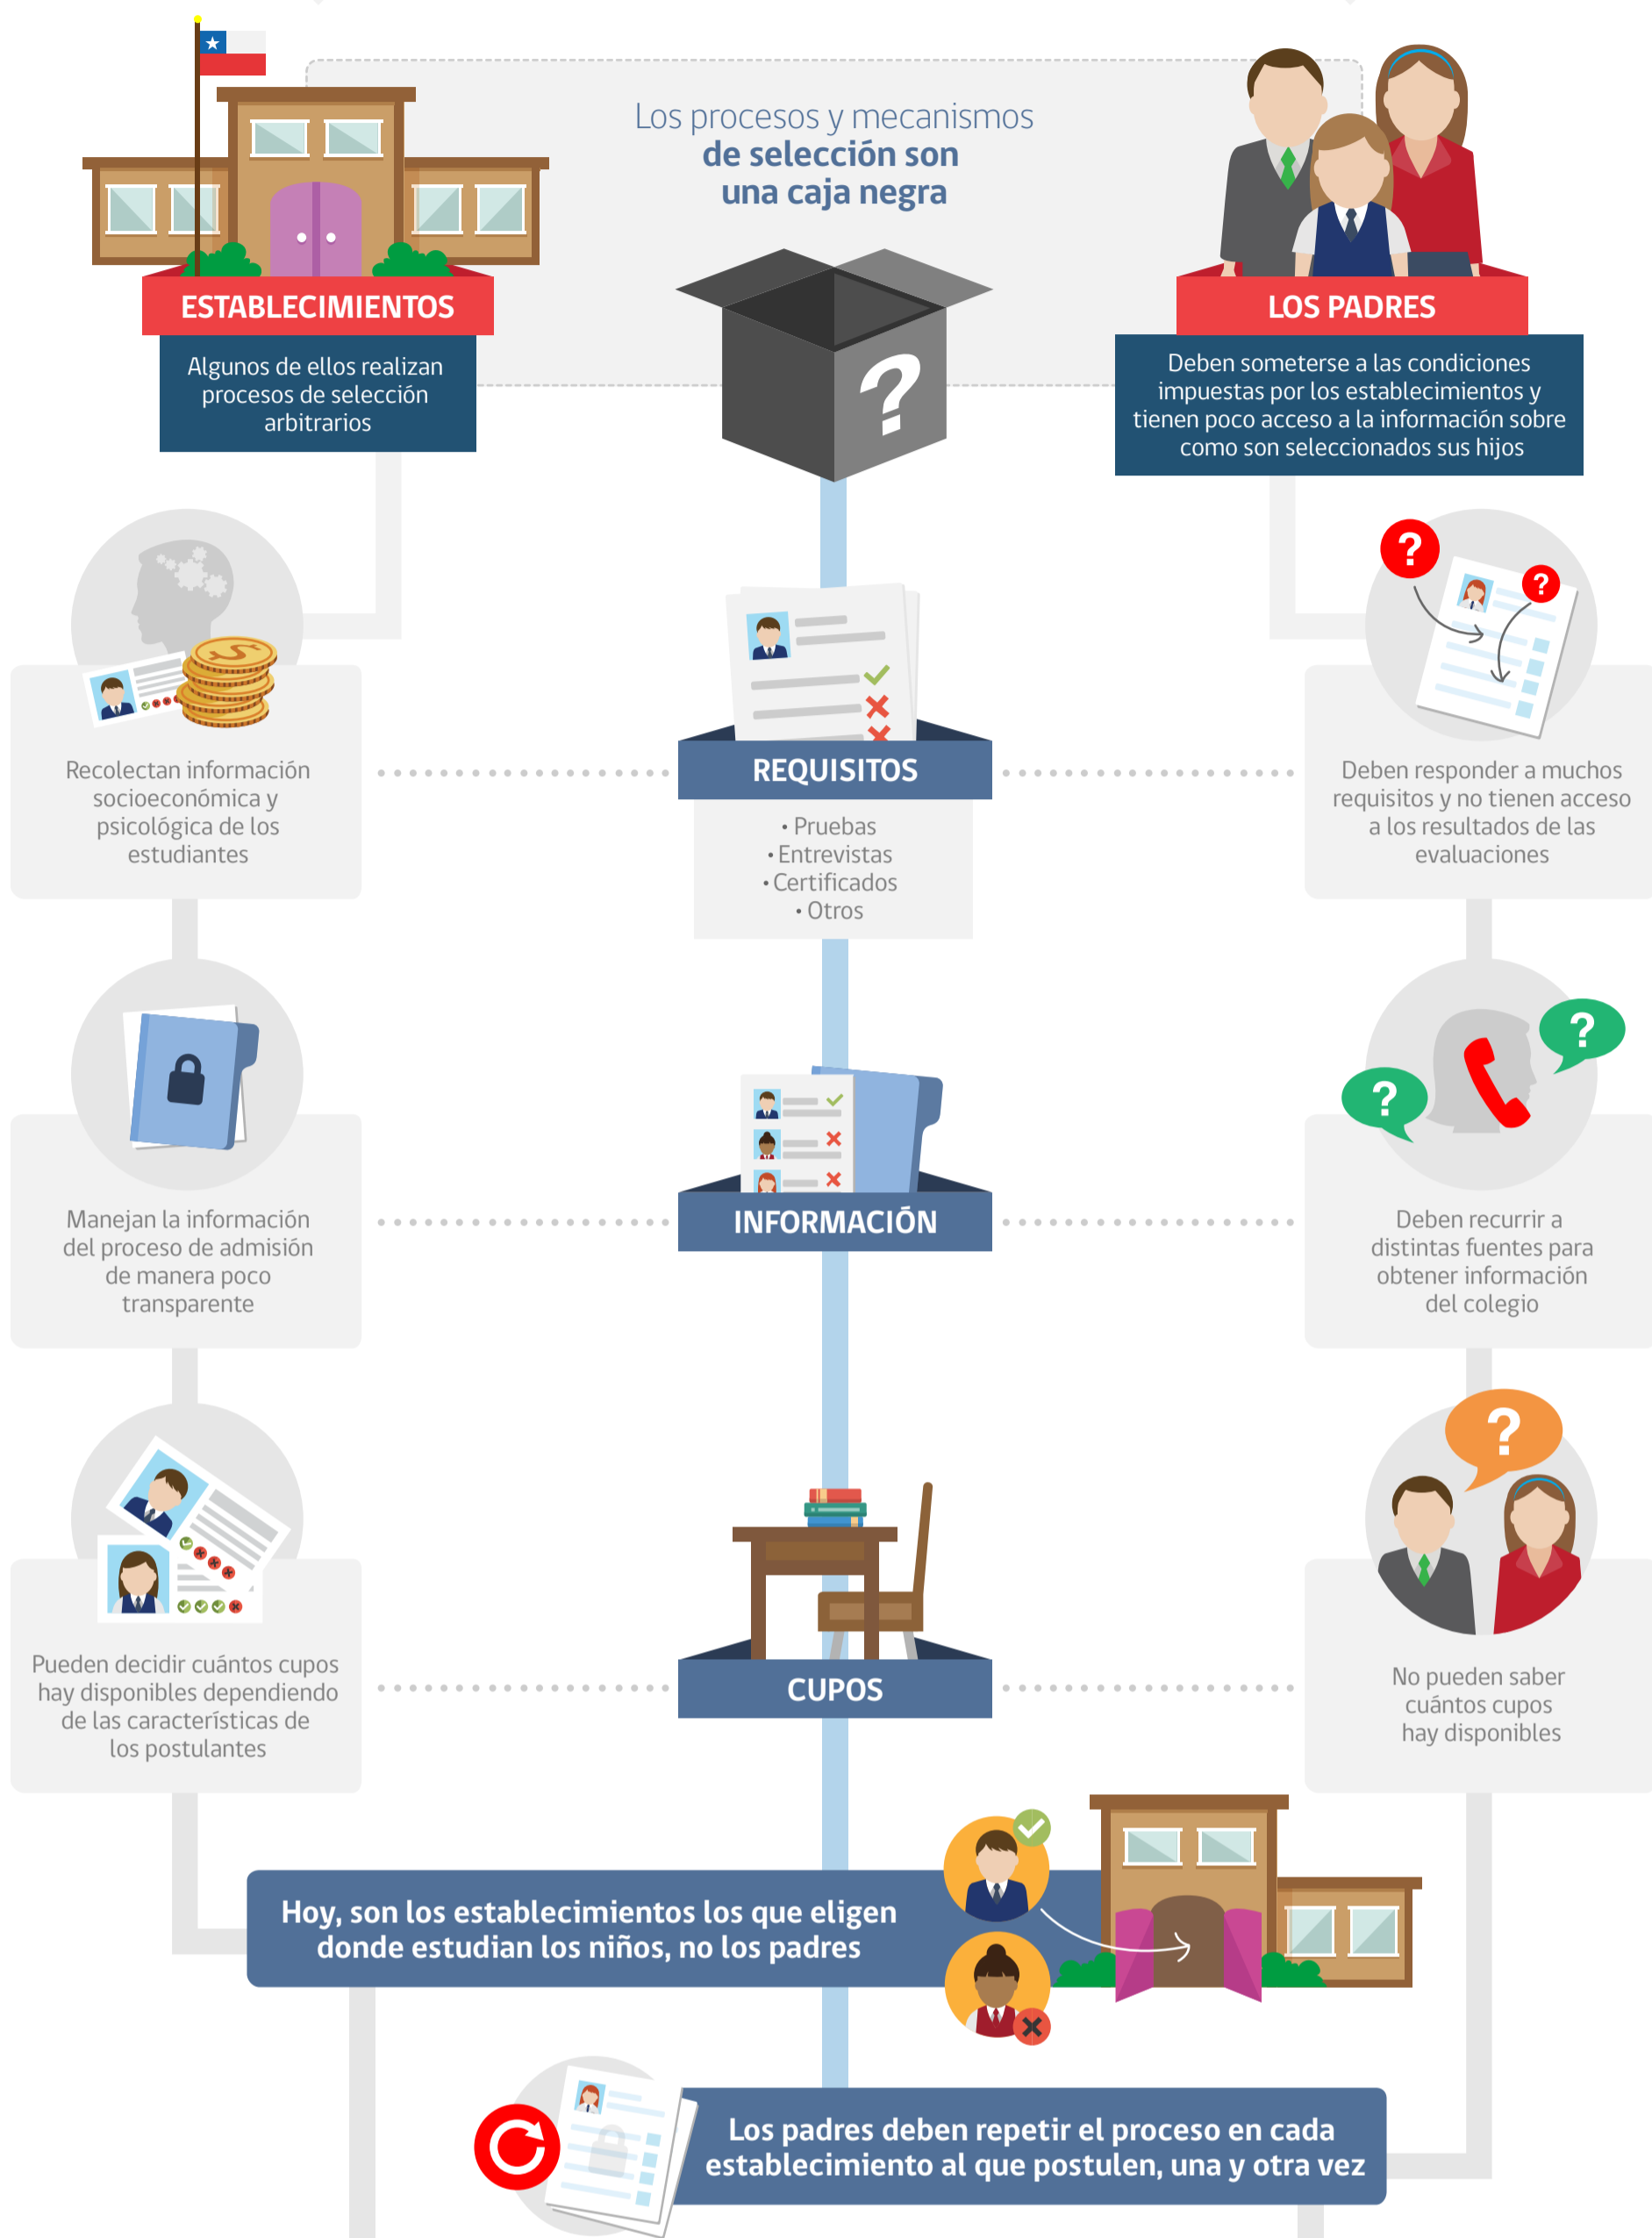 Los procesos y mecanismos
de selección son
una caja negra
ESTABLECIMIENTOS
Algunos de ellos realizan
procesos de selección
arbitrarios
?
LOS PADRES
Deben someterse a las condiciones
impuestas por los establecimientos y
tienen poco acceso a la información sobre
como son seleccionados sus hijos
$
Recolectan información
socioeconómica y
psicológica de los
estudiantes
REQUISITOS
• Pruebas
• Entrevistas
• Certificados
• Otros
?
?
Deben responder a muchos
requisitos y no tienen acceso
a los resultados de las
evaluaciones
Manejan la información
del proceso de admisión
de manera poco
transparente
INFORMACIÓN
?
?
Deben recurrir a
distintas fuentes para
obtener información
del colegio
Pueden decidir cuántos cupos
hay disponibles dependiendo
de las características de
los postulantes
CUPOS
?
No pueden saber
cuántos cupos
hay disponibles
Hoy, son los establecimientos los que eligen
donde estudian los niños, no los padres
Los padres deben repetir el proceso en cada
establecimiento al que postulen, una y otra vez